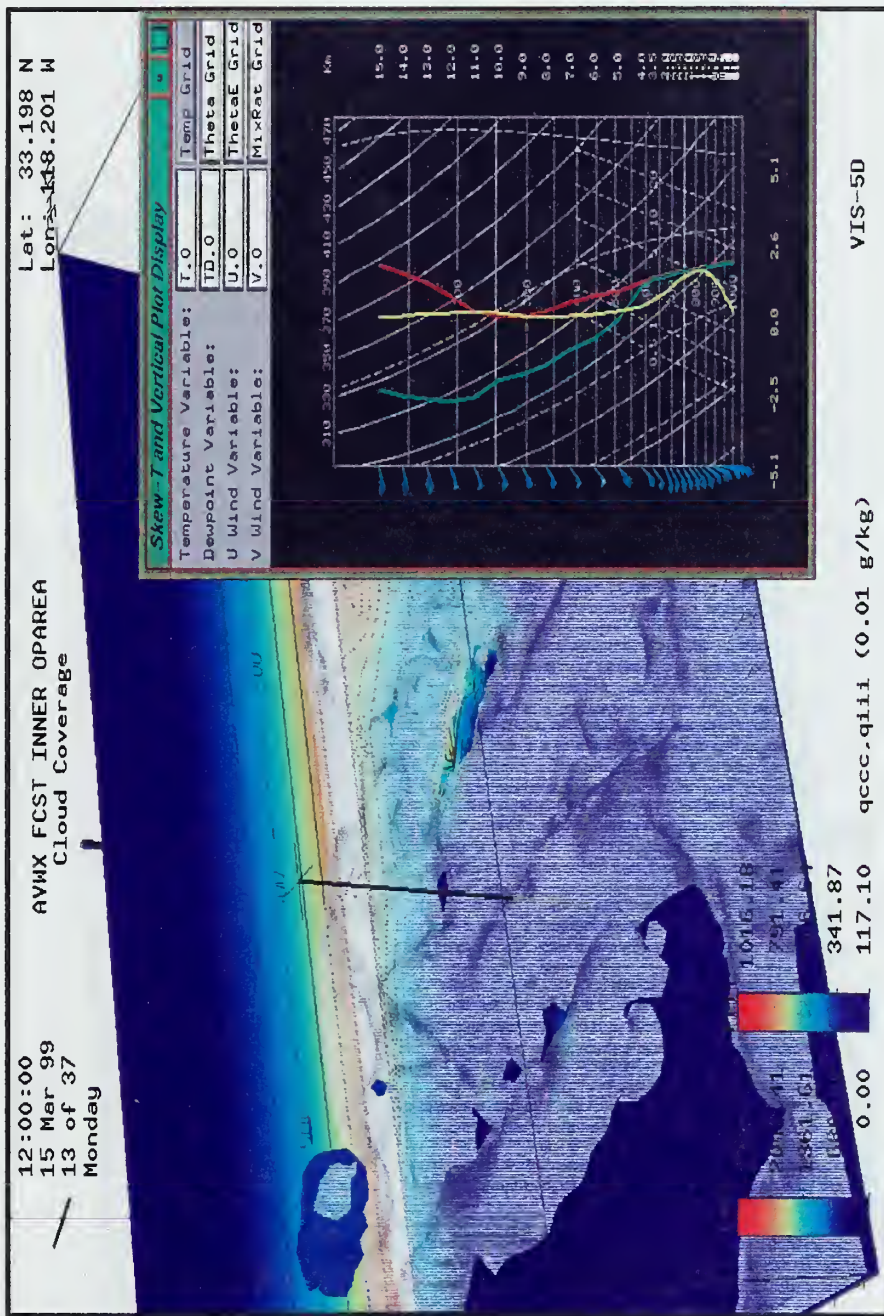 12:00:00
15 Mar 99
13 of 37
Monday
AVWX FCST INNER OPAREA
Cloud Coverage
Lat: 33.198 N
Lon:-118.201 W
Skew-T and Vertical Plot Display
Temperature Variable: T.0 Temp Grid
Dewpoint Variable: TD.0 Theta Grid
U Wind Variable: U.0 ThetaE Grid
V Wind Variable: V.0 MixRat Grid
310 330 350 370 390 410 430 450 470
Km
15.0
14.0
13.0
12.0
11.0
10.0
9.0
8.0
7.0
6.0
5.0
4.0
-5.1 -2.5 0.0 2.6 5.1
1016.18
341.87
0.00
117.10
qccc.qiii (0.01 g/kg)
VIS-5D